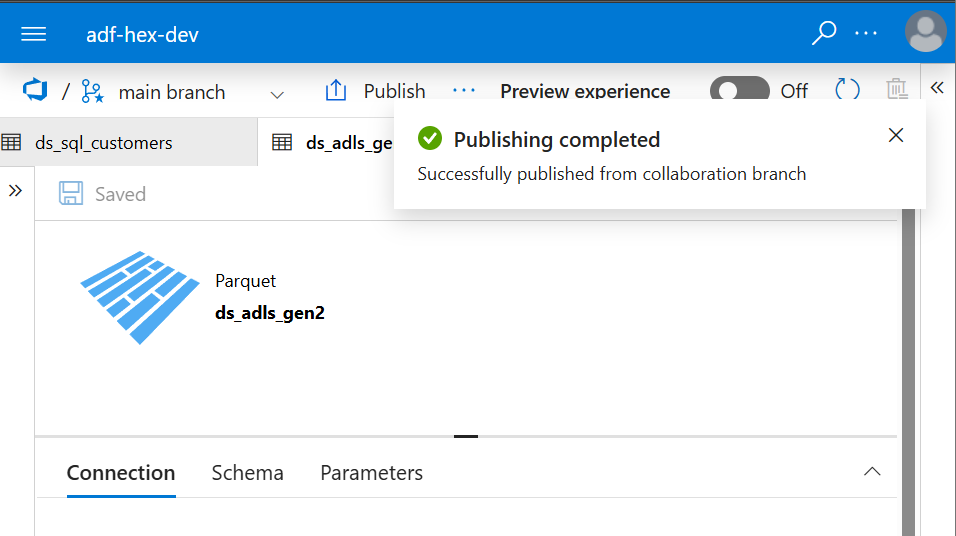 adf-hex-dev
/ main branch Publish ... Preview experience Off
ds_sql_customers ds_adls_ge
Publishing completed
Successfully published from collaboration branch
Saved
Parquet
ds_adls_gen2
Connection Schema Parameters